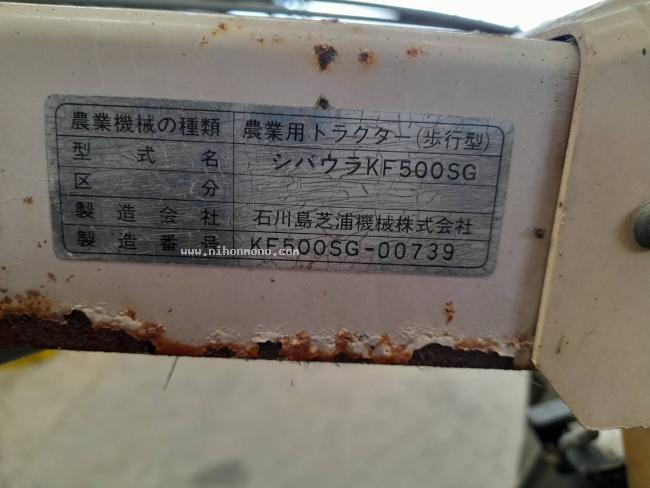 農業機械の種類 農業用トラクター(歩行型)
型式名 シバウラKF500SG
区分
製造会社 石川島芝浦機械株式会社
製造番号 KF500SG-00739
www.nihonmono.com